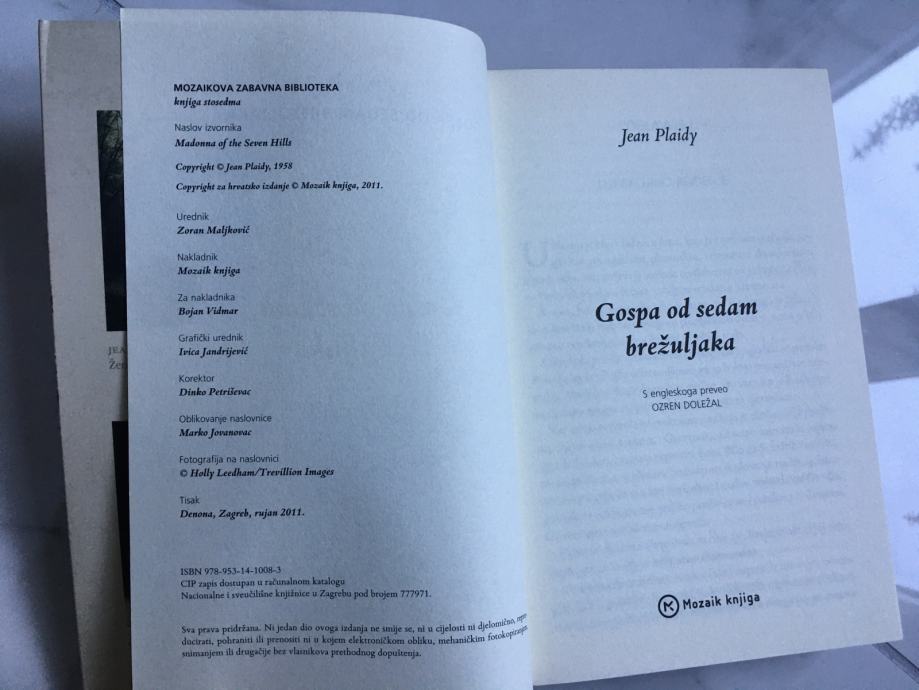 MOZAIKOVA ZABAVNA BIBLIOTEKA
knjiga stosedma
Naslov izvornika
Madonna of the Seven Hills
Copyright © Jean Plaidy, 1958
Copyright za hrvatsko izdanje © Mozaik knjiga, 2011.
Urednik
Zoran Maljković
Nakladnik
Mozaik knjiga
Za nakladnika
Bojan Vidmar
Grafički urednik
Ivica Jandrijević
Korektor
Dinko Petriševac
Oblikovanje naslovnice
Marko Jovanovac
Fotografija na naslovnici
© Holly Leedham/Trevillion Images
Tisak
Denona, Zagreb, rujan 2011.
ISBN 978-953-14-1008-3
CIP zapis dostupan u računalnom katalogu
Nacionalne i sveučilišne knjižnice u Zagrebu pod brojem 777971.
Sva prava pridržana. Ni jedan dio ovoga izdanja ne smije se, ni u cijelosti ni djelomično, repro-
ducirati, pohraniti ili prenositi ni u kojem elektroničkom obliku, mehaničkim fotokopiranjem,
snimanjem ili drugačije bez vlasnikova prethodnog dopuštenja.
Jean Plaidy
Gospa od sedam
brežuljaka
S engleskoga preveo
OZREN DOLEŽAL
Mozaik knjiga